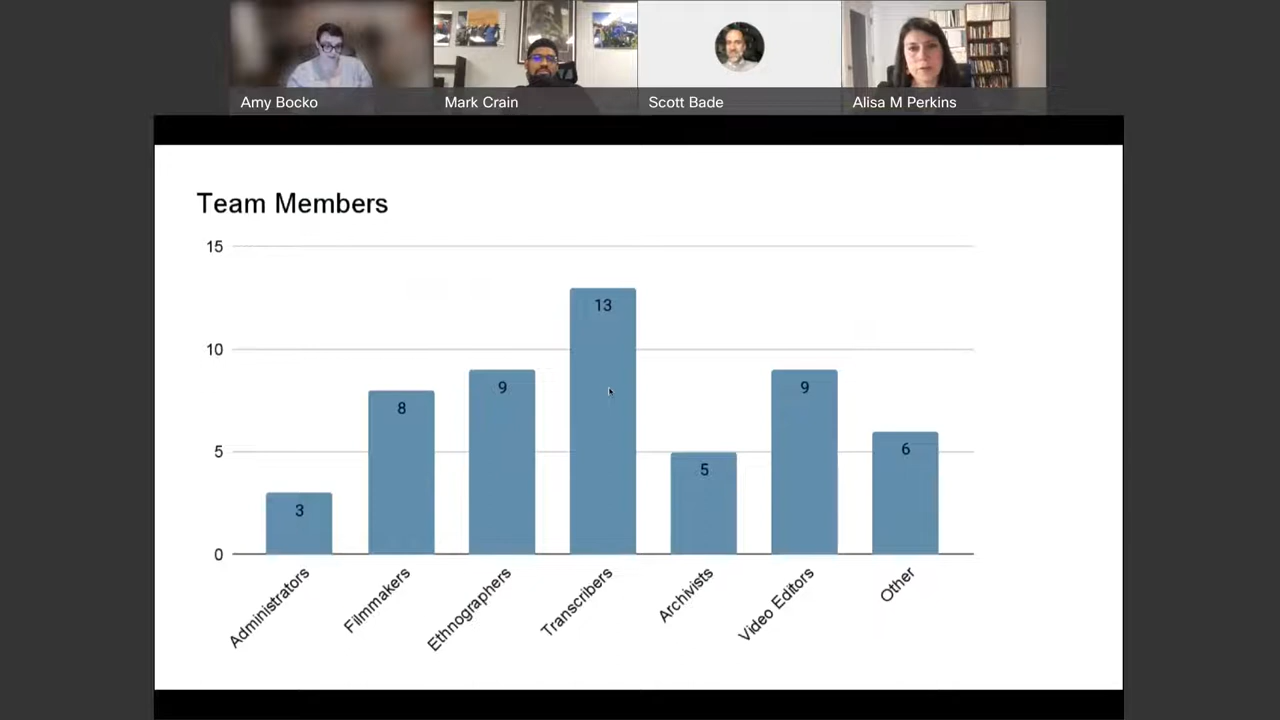 Amy Bocko
Mark Crain
Scott Bade
Alisa M Perkins
Team Members
15
10
5
0
3
8
9
13
5
9
6
Administrators
Filmmakers
Ethnographers
Transcribers
Archivists
Video Editors
Other